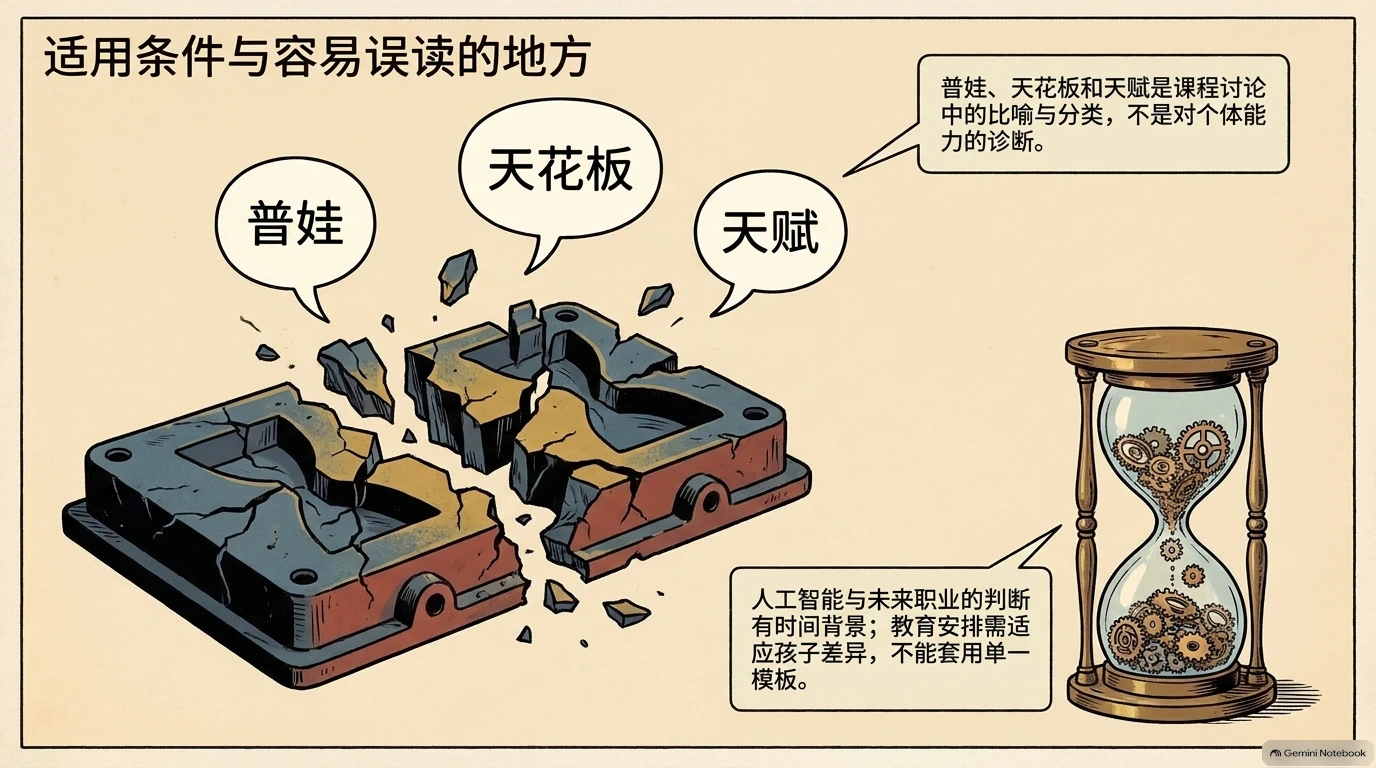 适用条件与容易误读的地方
普娃、天花板和天赋是课程讨论
中的比喻与分类，不是对个体能
力的诊断。
天花板
普娃
天赋
人工智能与未来职业的判断
有时间背景；教育安排需适
应孩子差异，不能套用单一
模板。
Gemini Notebook